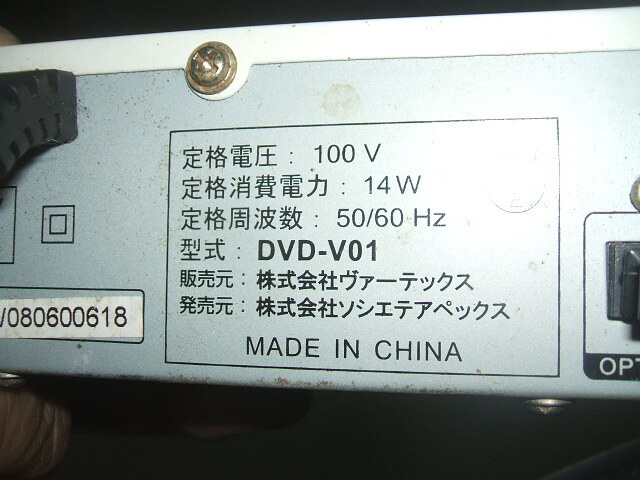 定格電圧 : 100 V
定格消費電力 : 14 W
定格周波数 : 50/60 Hz
型式 : DVD-V01
販売元 : 株式会社ヴァーテックス
発売元 : 株式会社ソシエテアペックス
MADE IN CHINA
/080600618
OPT